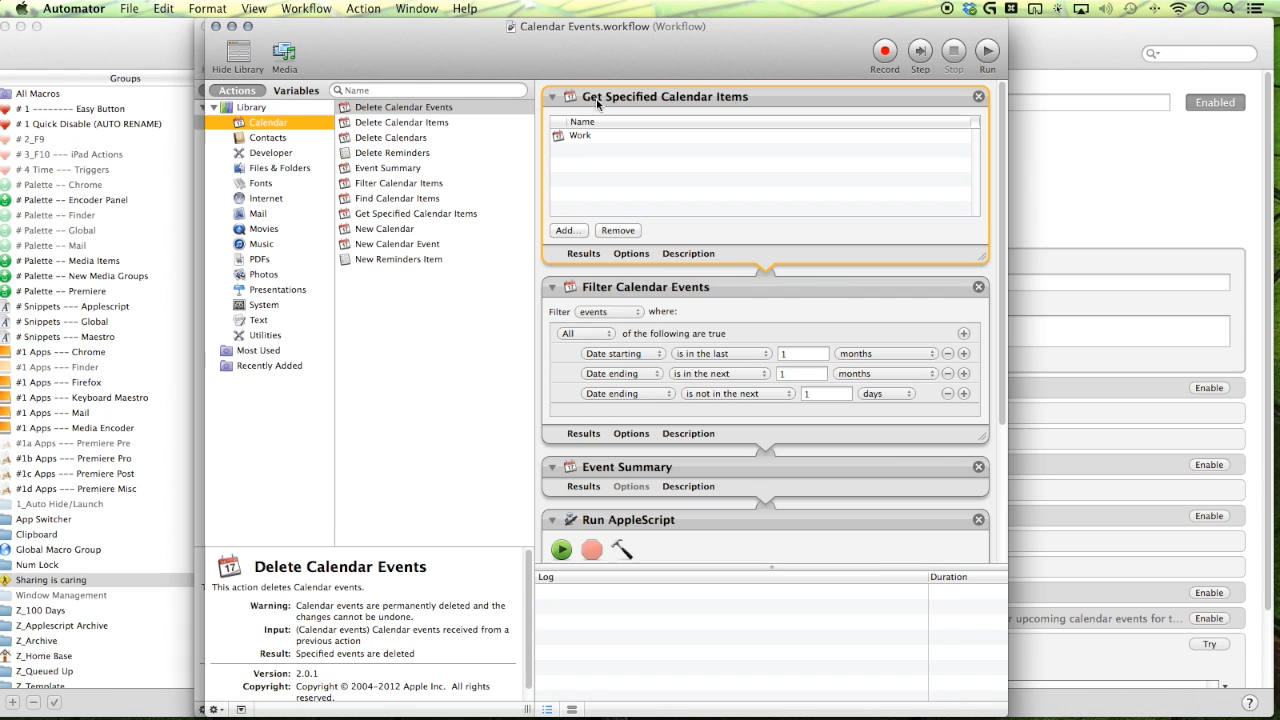 Automator File Edit Format View Workflow Action Window Help
Calendar Events.workflow (Workflow)
Hide Library Media Record Step Stop Run
Groups
All Macros
# 1 -------- Easy Button
# 1 Quick Disable (AUTO RENAME)
# 2_F9
# 3_F10 --- iPad Actions
# 4 Time --- Triggers
# Palette -- Chrome
# Palette -- Encoder Panel
# Palette -- Finder
# Palette -- Global
# Palette -- Mail
# Palette -- Media Items
# Palette -- New Media Groups
# Palette -- Premiere
# Snippets -- Applescript
# Snippets -- Global
# Snippets -- Maestro
#1 Apps --- Chrome
#1 Apps --- Finder
#1 Apps --- Firefox
#1 Apps --- Keyboard Maestro
#1 Apps --- Mail
#1 Apps --- Media Encoder
#1a Apps --- Premiere Pre
#1b Apps --- Premiere Pro
#1c Apps --- Premiere Post
#1d Apps --- Premiere Misc
1_Auto Hide/Launch
App Switcher
Clipboard
Global Macro Group
Num Lock
Sharing is caring
Window Management
Z_100 Days
Z_Applescript Archive
Z_Archive
Z_Home Base
Z_Queued Up
Z_Template
Actions Variables Name
Library
Calendar
Contacts
Developer
Files & Folders
Fonts
Internet
Mail
Movies
Music
PDFs
Photos
Presentations
System
Text
Utilities
Most Used
Recently Added
Delete Calendar Events
Delete Calendar Items
Delete Calendars
Delete Reminders
Event Summary
Filter Calendar Items
Find Calendar Items
Get Specified Calendar Items
New Calendar
New Calendar Event
New Reminders Item
17 Delete Calendar Events
This action deletes Calendar events.
Warning: Calendar events are permanently deleted and the
changes cannot be undone.
Input: (Calendar events) Calendar events received from a
previous action
Result: Specified events are deleted
Version: 2.0.1
Copyright: Copyright © 2004-2012 Apple Inc. All rights
reserved.
Get Specified Calendar Items
Name
Work
Add... Remove
Results Options Description
Filter Calendar Events
Filter events where:
All of the following are true
Date starting is in the last 1 months
Date ending is in the next 1 months
Date ending is not in the next 1 days
Results Options Description
Event Summary
Results Options Description
Run AppleScript
Log Duration
Enabled
Enable
Enable
Enable
Enable
Enable
r upcoming calendar events for t... Enable
Try
?